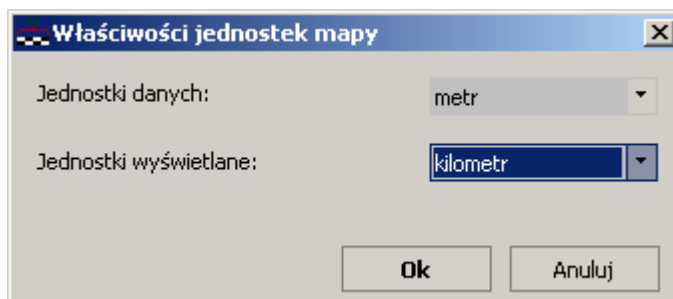 Właściwości jednostek mapy
Jednostki danych: metr
Jednostki wyświetlane: kilometr
Ok Anuluj